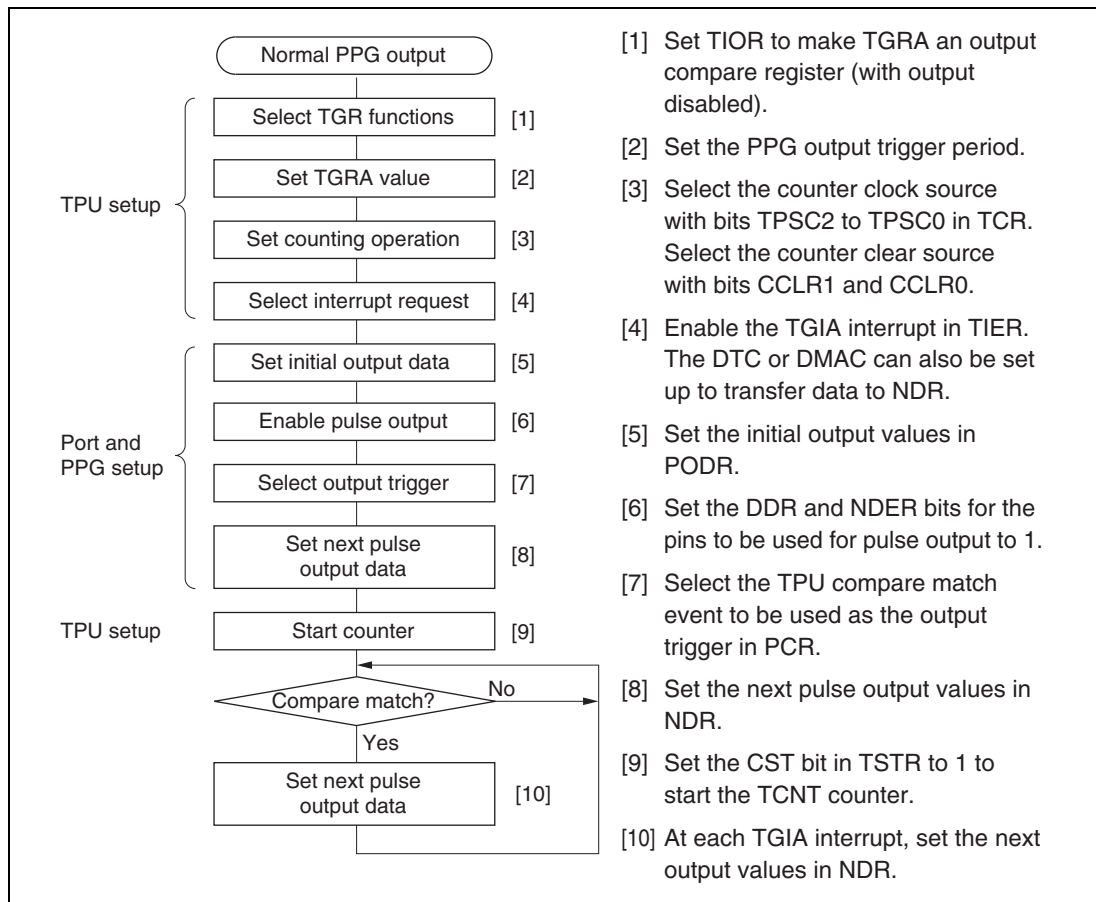 Normal PPG output
Select TGR functions [1]
Set TGRA value [2]
TPU setup
Set counting operation [3]
Select interrupt request [4]
Set initial output data [5]
Enable pulse output [6]
Port and
PPG setup
Select output trigger [7]
Set next pulse
output data [8]
TPU setup
Start counter [9]
Compare match?
No
Yes
Set next pulse
output data [10]
[1] Set TIOR to make TGRA an output
compare register (with output
disabled).
[2] Set the PPG output trigger period.
[3] Select the counter clock source
with bits TPSC2 to TPSC0 in TCR.
Select the counter clear source
with bits CCLR1 and CCLR0.
[4] Enable the TGIA interrupt in TIER.
The DTC or DMAC can also be set
up to transfer data to NDR.
[5] Set the initial output values in
PODR.
[6] Set the DDR and NDER bits for the
pins to be used for pulse output to 1.
[7] Select the TPU compare match
event to be used as the output
trigger in PCR.
[8] Set the next pulse output values in
NDR.
[9] Set the CST bit in TSTR to 1 to
start the TCNT counter.
[10] At each TGIA interrupt, set the next
output values in NDR.